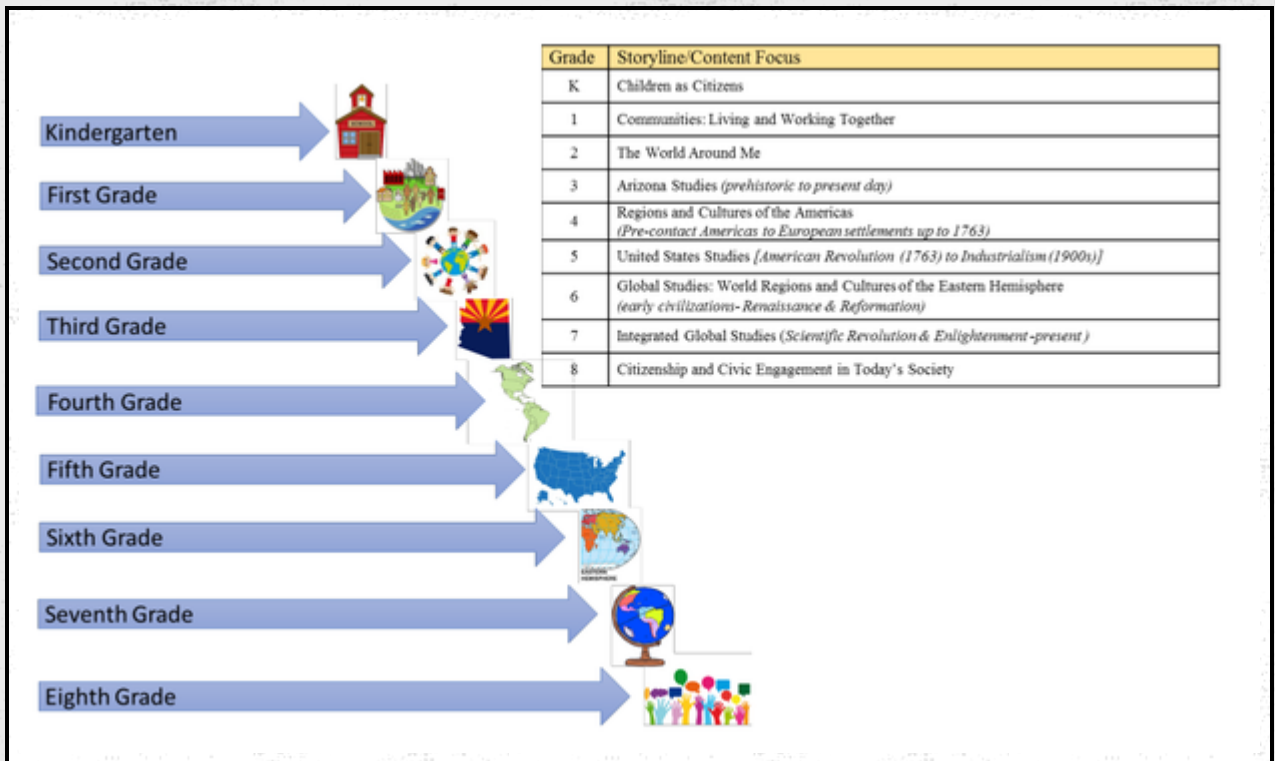 Grade Storyline/Content Focus
K Children as Citizens
1 Communities: Living and Working Together
2 The World Around Me
3 Arizona Studies (prehistoric to present day)
4 Regions and Cultures of the Americas
(Pre-contact Americas to European settlements up to 1763)
5 United States Studies [American Revolution (1763) to Industrialism (1900s)]
6 Global Studies: World Regions and Cultures of the Eastern Hemisphere
(early civilizations- Renaissance & Reformation)
7 Integrated Global Studies (Scientific Revolution & Enlightenment-present )
8 Citizenship and Civic Engagement in Today's Society
Kindergarten
SCHOOL
First Grade
Second Grade
Third Grade
Fourth Grade
Fifth Grade
Sixth Grade
EASTERN
HEMISPHERE
Seventh Grade
Eighth Grade